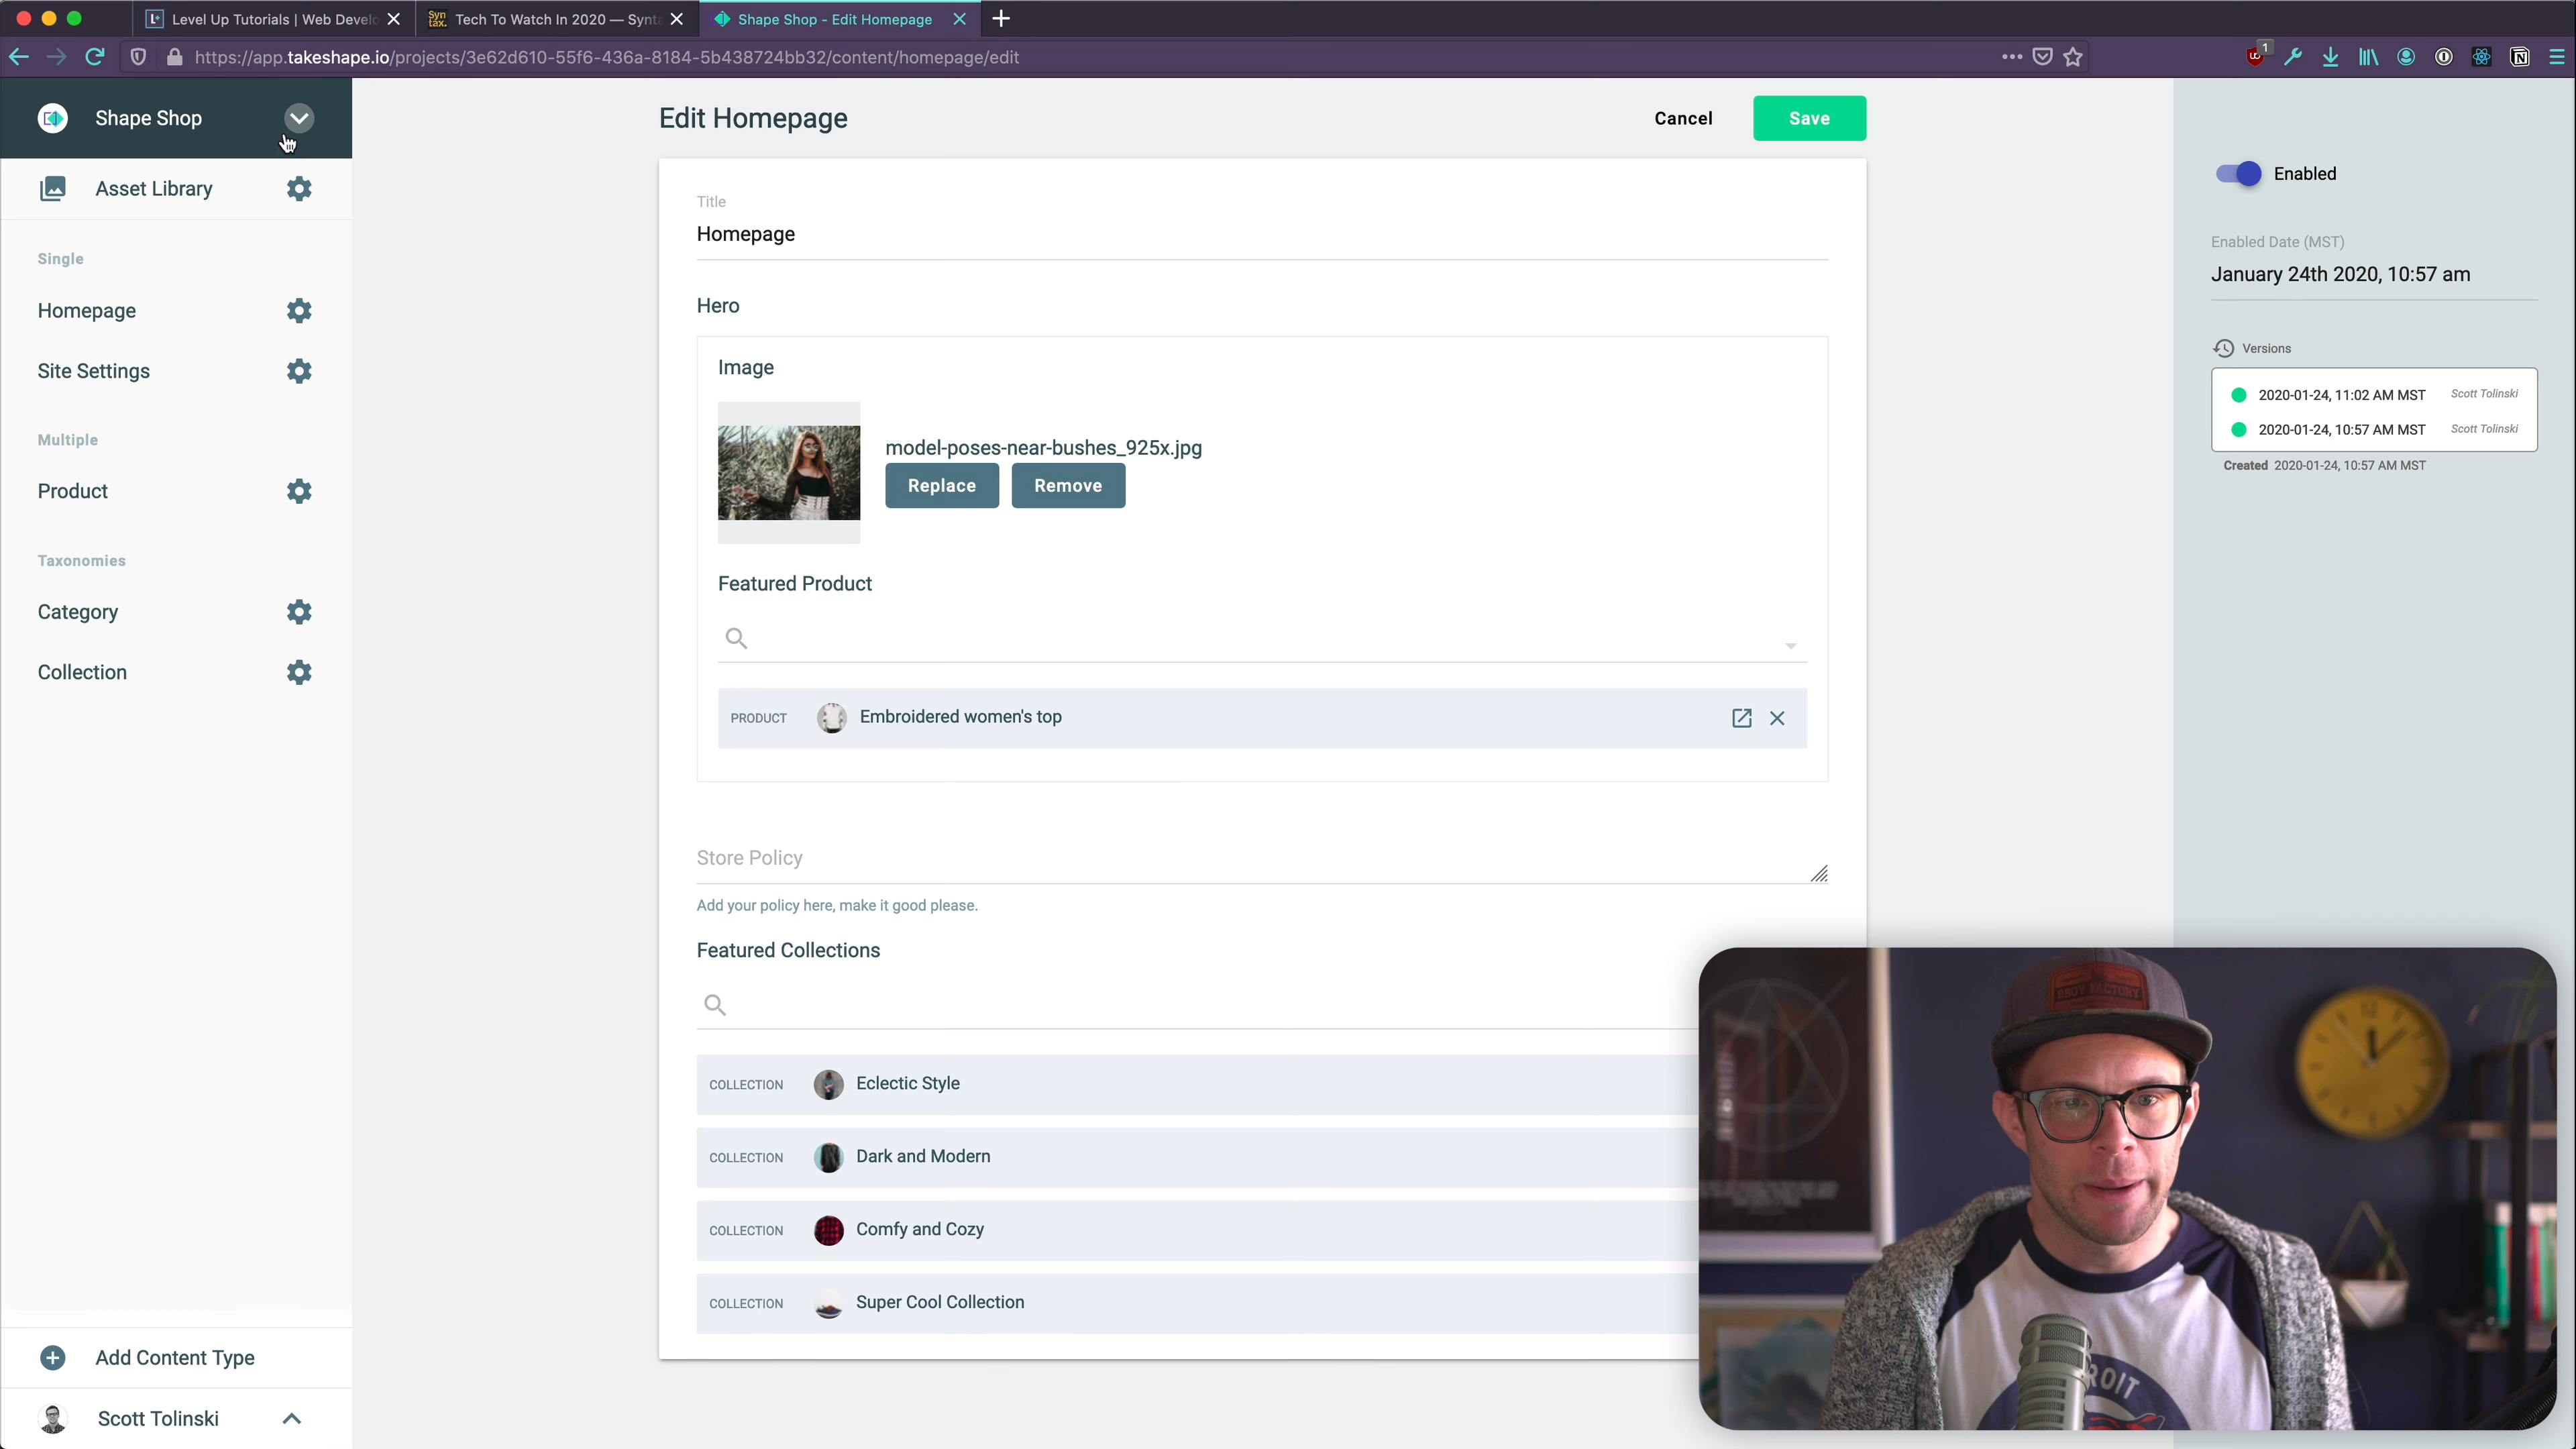 Level Up Tutorials | Web Develo
Syn tax.
Tech To Watch In 2020 — Synta
Shape Shop - Edit Homepage
https://app.takeshape.io/projects/3e62d610-55f6-436a-8184-5b438724bb32/content/homepage/edit
1
Shape Shop
Edit Homepage
Cancel
Save
Asset Library
Single
Homepage
Site Settings
Multiple
Product
Taxonomies
Category
Collection
Add Content Type
Scott Tolinski
Title
Homepage
Hero
Image
model-poses-near-bushes_925x.jpg
Replace
Remove
Featured Product
PRODUCT
Embroidered women's top
Store Policy
Add your policy here, make it good please.
Featured Collections
COLLECTION
Eclectic Style
COLLECTION
Dark and Modern
COLLECTION
Comfy and Cozy
COLLECTION
Super Cool Collection
Enabled
Enabled Date (MST)
January 24th 2020, 10:57 am
Versions
2020-01-24, 11:02 AM MST
Scott Tolinski
2020-01-24, 10:57 AM MST
Scott Tolinski
Created 2020-01-24, 10:57 AM MST
ROIT